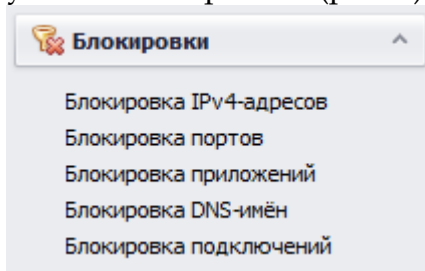 Блокировки
Блокировка IPv4-адресов
Блокировка портов
Блокировка приложений
Блокировка DNS-имён
Блокировка подключений